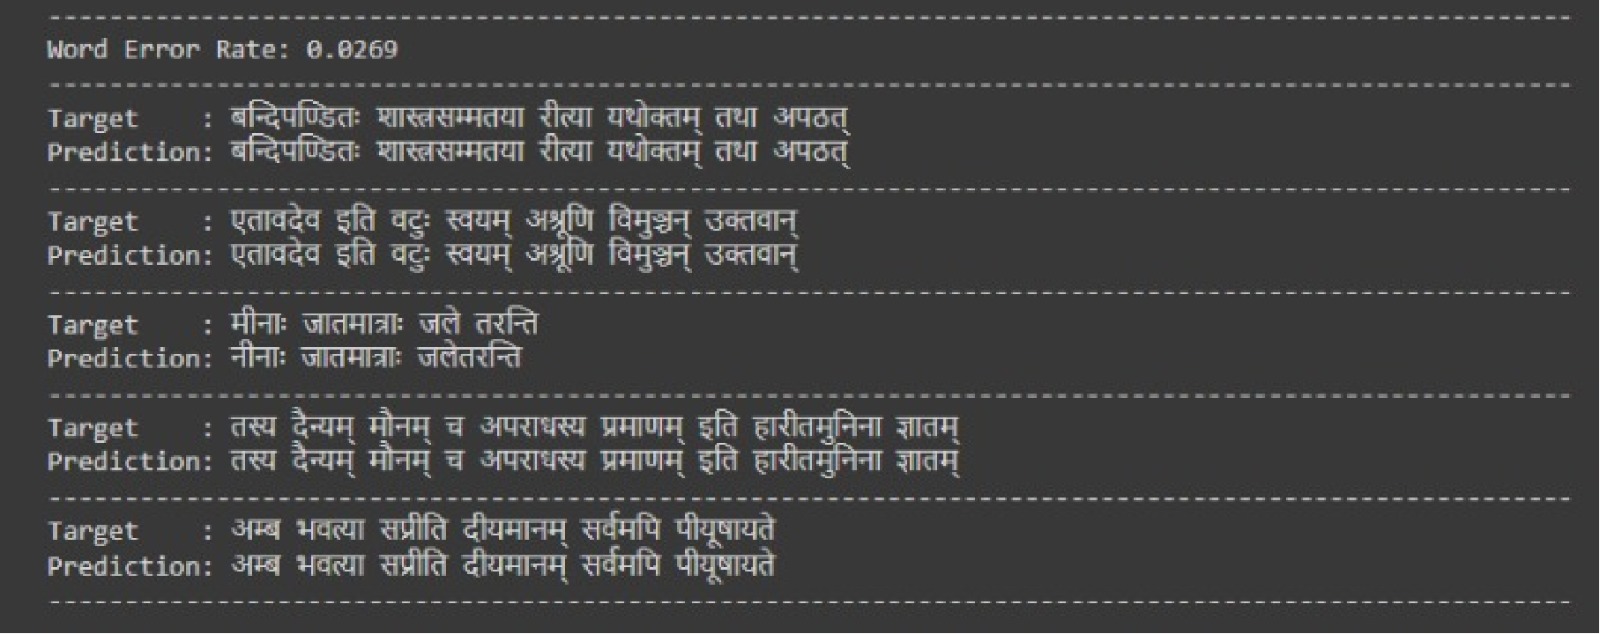 --------------------------------------------------------------------------------
Word Error Rate: 0.0269
--------------------------------------------------------------------------------
Target    : बन्दिपण्डितः शास्त्रसम्मतया रीत्या यथोक्तम् तथा अपठत्
Prediction: बन्दिपण्डितः शास्त्रसम्मतया रीत्या यथोक्तम् तथा अपठत्
--------------------------------------------------------------------------------
Target    : एतावदेव इति वटुः स्वयम् अश्रूणि विमुञ्चन् उक्तवान्
Prediction: एतावदेव इति वटुः स्वयम् अश्रूणि विमुञ्चन् उक्तवान्
--------------------------------------------------------------------------------
Target    : मीनाः जातमात्राः जले तरन्ति
Prediction: नीनाः जातमात्राः जलेतरन्ति
--------------------------------------------------------------------------------
Target    : तस्य दैन्यम् मौनम् च अपराधस्य प्रमाणम् इति हारीतमुनिना ज्ञातम्
Prediction: तस्य दैन्यम् मौनम् च अपराधस्य प्रमाणम् इति हारीतमुनिना ज्ञातम्
--------------------------------------------------------------------------------
Target    : अम्ब भवत्या सप्रीति दीयमानम् सर्वमपि पीयूषायते
Prediction: अम्ब भवत्या सप्रीति दीयमानम् सर्वमपि पीयूषायते
--------------------------------------------------------------------------------